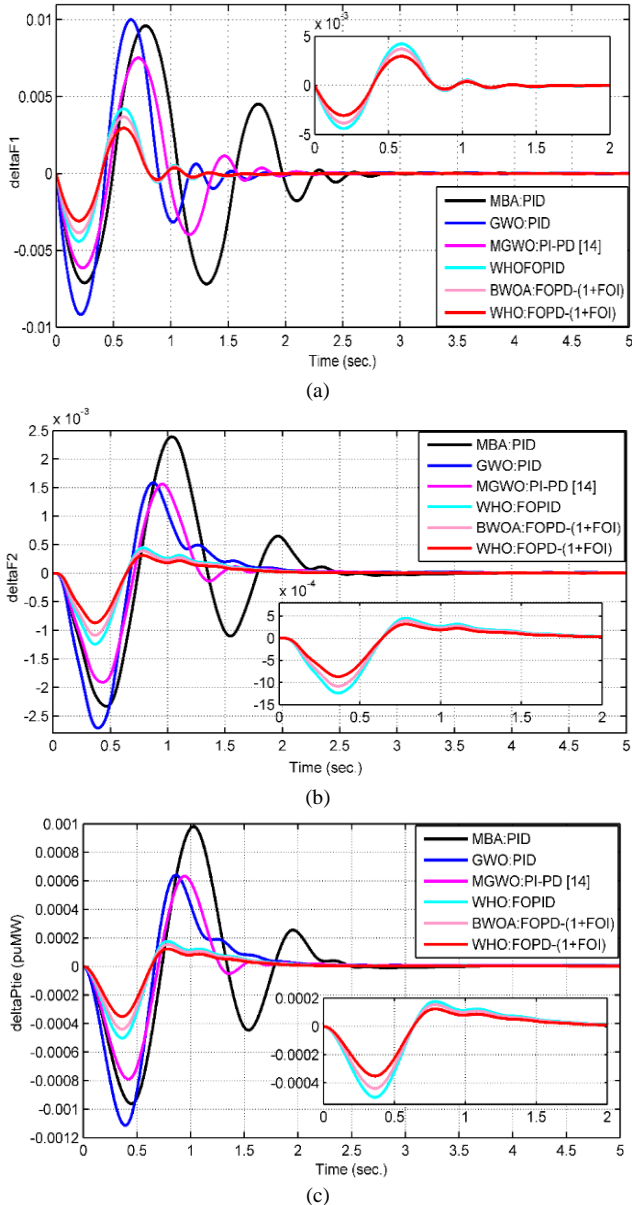 0.01
0.005
0
-0.005
-0.01
deltaF1
x 10⁻³
5
0
-5
0 0.5 1 1.5 2
MBA:PID
GWO:PID
MGWO:PI-PD [14]
WHOFOPID
BWOA:FOPD-(1+FOI)
WHO:FOPD-(1+FOI)
0 0.5 1 1.5 2 2.5 3 3.5 4 4.5 5
Time (sec.)
(a)
x 10⁻³
2.5
2
1.5
1
0.5
0
-0.5
-1
-1.5
-2
-2.5
deltaF2
MBA:PID
GWO:PID
MGWO:PI-PD [14]
WHO:FOPID
BWOA:FOPD-(1+FOI)
WHO:FOPD-(1+FOI)
x 10⁻⁴
5
0
-5
-10
-15
0 0.5 1 1.5 2
0 0.5 1 1.5 2 2.5 3 3.5 4 4.5 5
Time (sec.)
(b)
0.001
0.0008
0.0006
0.0004
0.0002
0
-0.0002
-0.0004
-0.0006
-0.0008
-0.001
-0.0012
deltaPtie (puMW)
MBA:PID
GWO:PID
MGWO:PI-PD [14]
WHO:FOPID
BWOA:FOPD-(1+FOI)
WHO:FOPD-(1+FOI)
0.0002
0
-0.0002
-0.0004
0 0.5 1 1.5 2
0 0.5 1 1.5 2 2.5 3 3.5 4 4.5 5
Time (sec.)
(c)